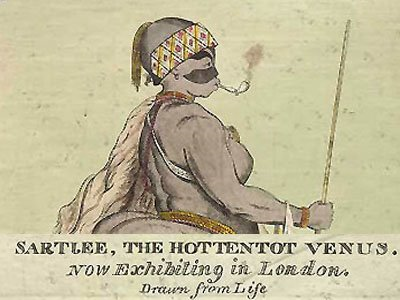 SARTJEE, THE HOTTENTOT VENUS.
NOW Exhibiting in London.
Drawn from Life